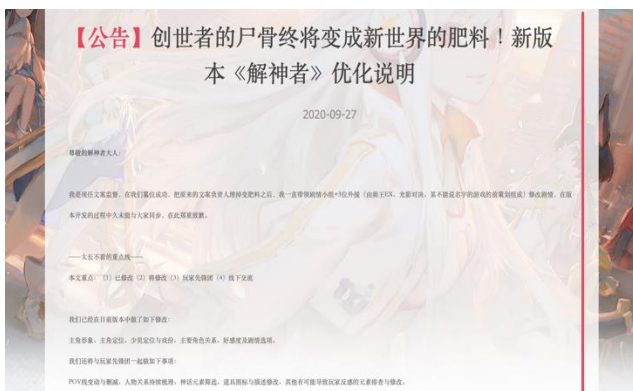 【公告】创世者的尸骨终将变成新世界的肥料！新版
本《解神者》优化说明
2020-09-27
尊敬的解神者大人：
我是现任文案监督。在我们篡位成功，把原来的文案负责人埋掉变肥料之后，我一直带领剧情小组+3位外援（由前王EX，光影对决，某不能说名字的游戏的前策划组成）修改剧情。在版
本开发的过程中久未能与大家同步，在此郑重致歉。
——太长不看的重点线——
本文重点：（1）已修改（2）将修改（3）玩家先锋团（4）线下交流
我们已经在目前版本中做了如下修改：
主角形象、主角定位、少昊定位与戏份、主要角色关系、好感度及剧情选项。
我们还将与玩家先锋团一起做如下事项：
POV线变动与删减，人物关系持续梳理，神话元素筛选，道具图标与描述修改，其他有可能导致玩家反感的元素排查与修改。